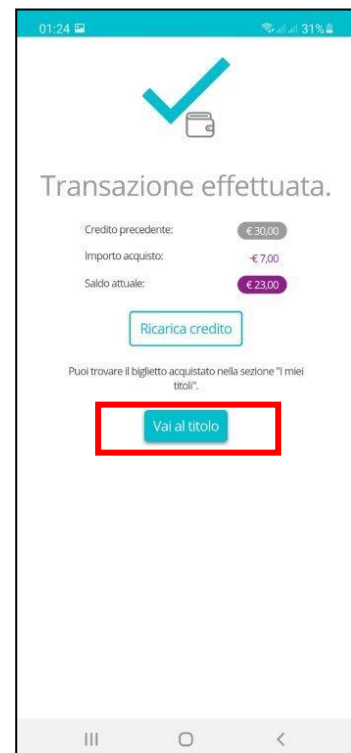 01:24 31%
Transazione effettuata.
Credito precedente: € 30,00
Importo acquisto: -€ 7,00
Saldo attuale: € 23,00
Ricarica credito
Puoi trovare il biglietto acquistato nella sezione "I miei
titoli".
Vai al titolo